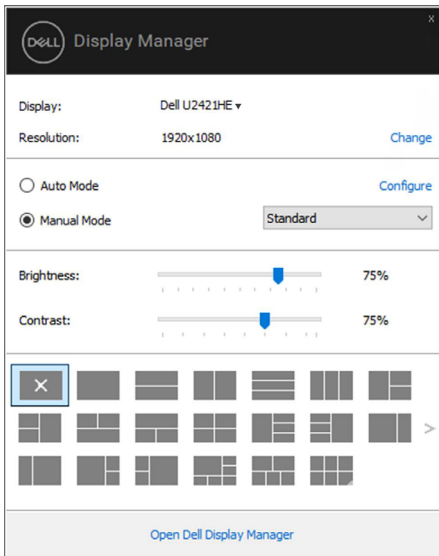 x
DELL Display Manager
Display: Dell U2421HE
Resolution: 1920x1080 Change
Auto Mode Configure
Manual Mode Standard
Brightness: 75%
Contrast: 75%
Open Dell Display Manager